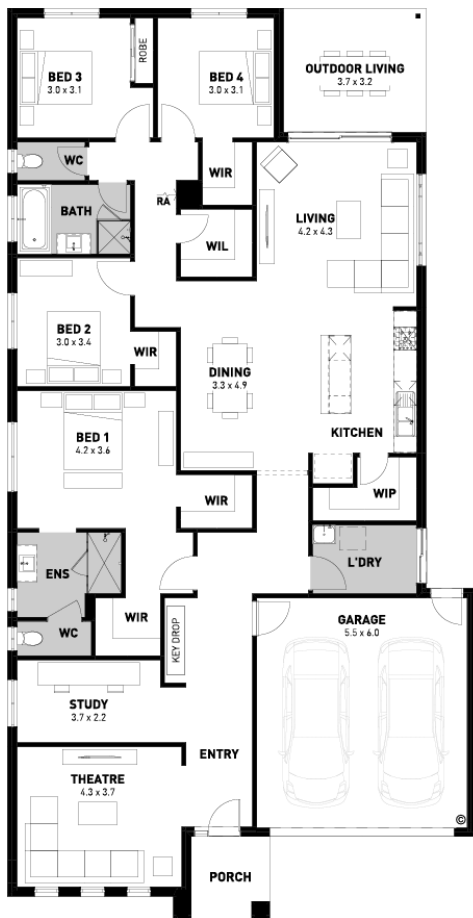 BED 3
3.0 x 3.1
ROBE
BED 4
3.0 x 3.1
OUTDOOR LIVING
3.7 x 3.2
WC
WIR
BATH
RA
WIL
LIVING
4.2 x 4.3
BED 2
3.0 x 3.4
WIR
DINING
3.3 x 4.9
KITCHEN
BED 1
4.2 x 3.6
WIR
WIP
ENS
L'DRY
WC
WIR
KEY DROP
GARAGE
5.5 x 6.0
STUDY
3.7 x 2.2
ENTRY
THEATRE
4.3 x 3.7
©
PORCH